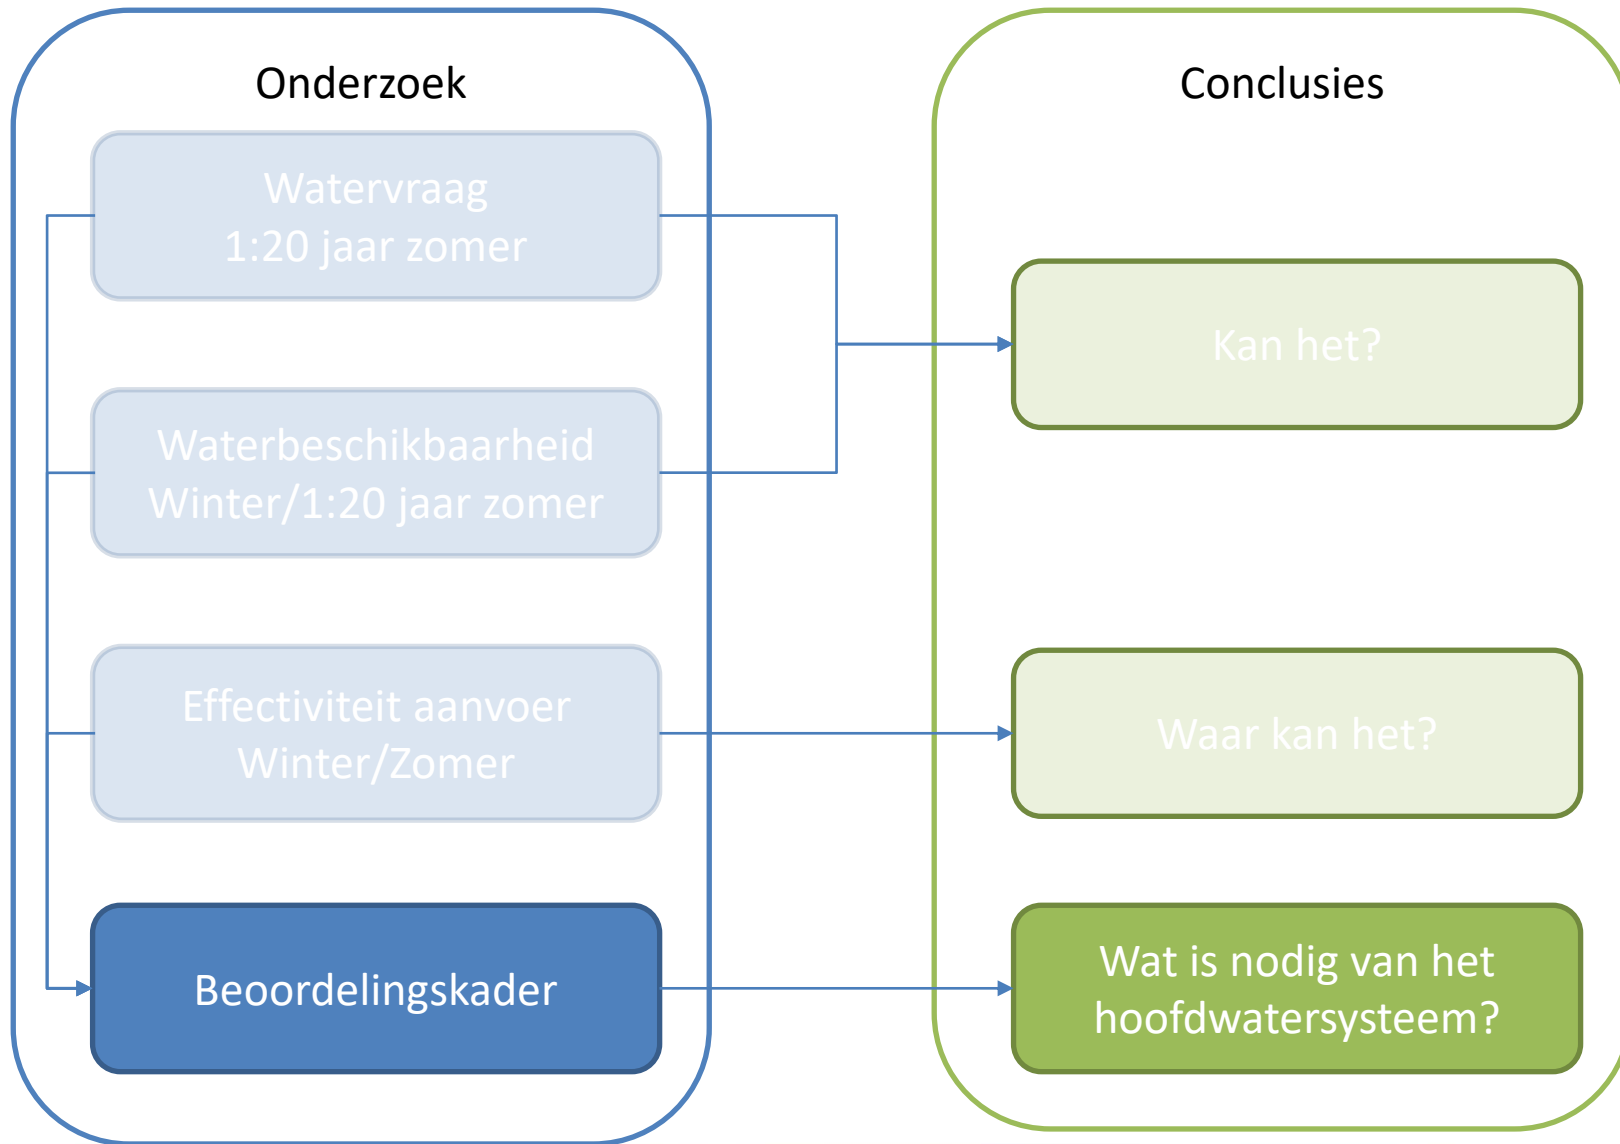 Onderzoek
Watervraag
1:20 jaar zomer
Waterbeschikbaarheid
Winter/1:20 jaar zomer
Effectiviteit aanvoer
Winter/Zomer
Beoordelingskader
Conclusies
Kan het?
Waar kan het?
Wat is nodig van het
hoofdwatersysteem?